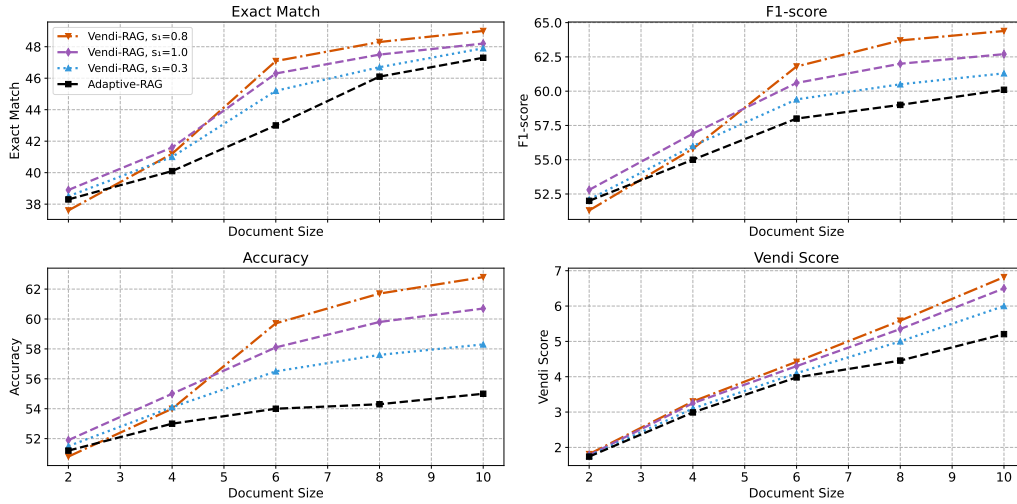 Exact Match
Vendi-RAG, s₁=0.8
Vendi-RAG, s₁=1.0
Vendi-RAG, s₁=0.3
Adaptive-RAG
Exact Match
48
46
44
42
40
38
Document Size
F1-score
F1-score
65.0
62.5
60.0
57.5
55.0
52.5
Document Size
Accuracy
Accuracy
62
60
58
56
54
52
2 3 4 5 6 7 8 9 10
Document Size
Vendi Score
Vendi Score
7
6
5
4
3
2
2 3 4 5 6 7 8 9 10
Document Size